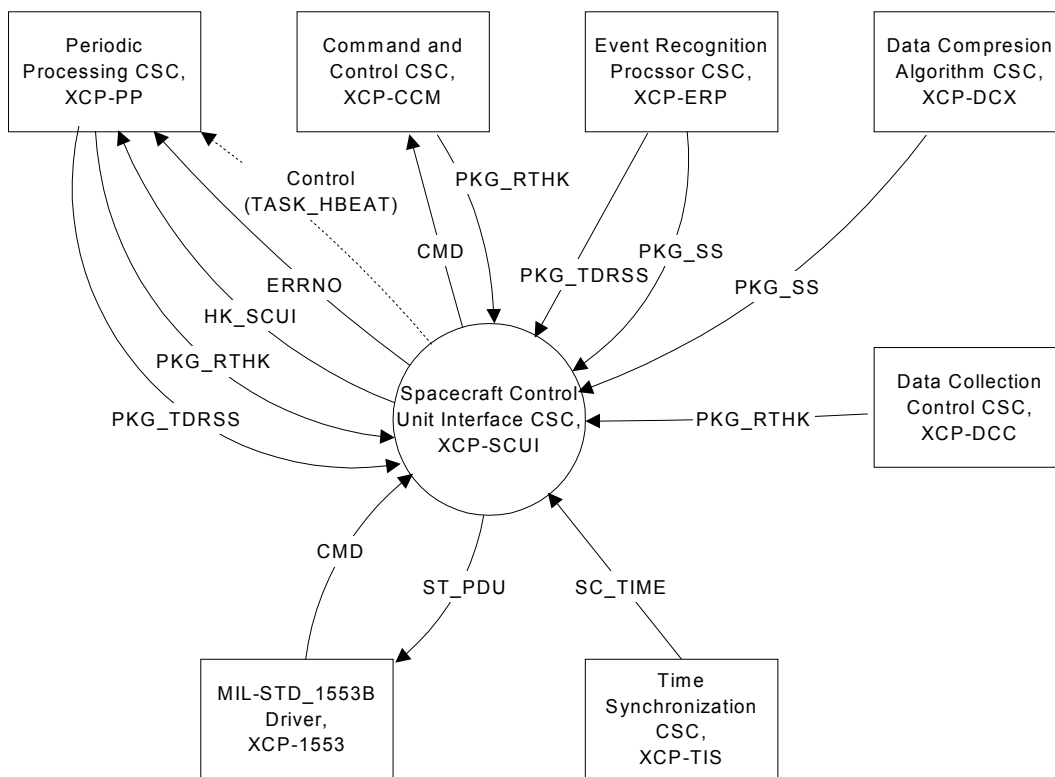 Periodic
Processing CSC,
XCP-PP
Command and
Control CSC,
XCP-CCM
Event Recognition
Procssor CSC,
XCP-ERP
Data Compresion
Algorithm CSC,
XCP-DCX
Control
(TASK_HBEAT)
PKG_RTHK
CMD
PKG_SS
PKG_TDRSS
PKG_SS
ERRNO
HK_SCUI
PKG_RTHK
PKG_TDRSS
Spacecraft Control
Unit Interface CSC,
XCP-SCUI
PKG_RTHK
Data Collection
Control CSC,
XCP-DCC
CMD
ST_PDU
SC_TIME
MIL-STD_1553B
Driver,
XCP-1553
Time
Synchronization
CSC,
XCP-TIS